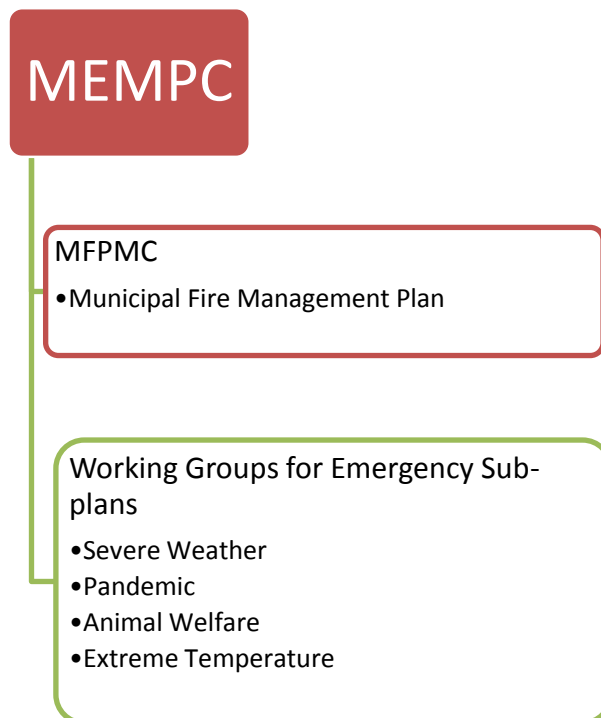 MEMPC
MFPMC
•Municipal Fire Management Plan
Working Groups for Emergency Sub-
plans
•Severe Weather
•Pandemic
•Animal Welfare
•Extreme Temperature